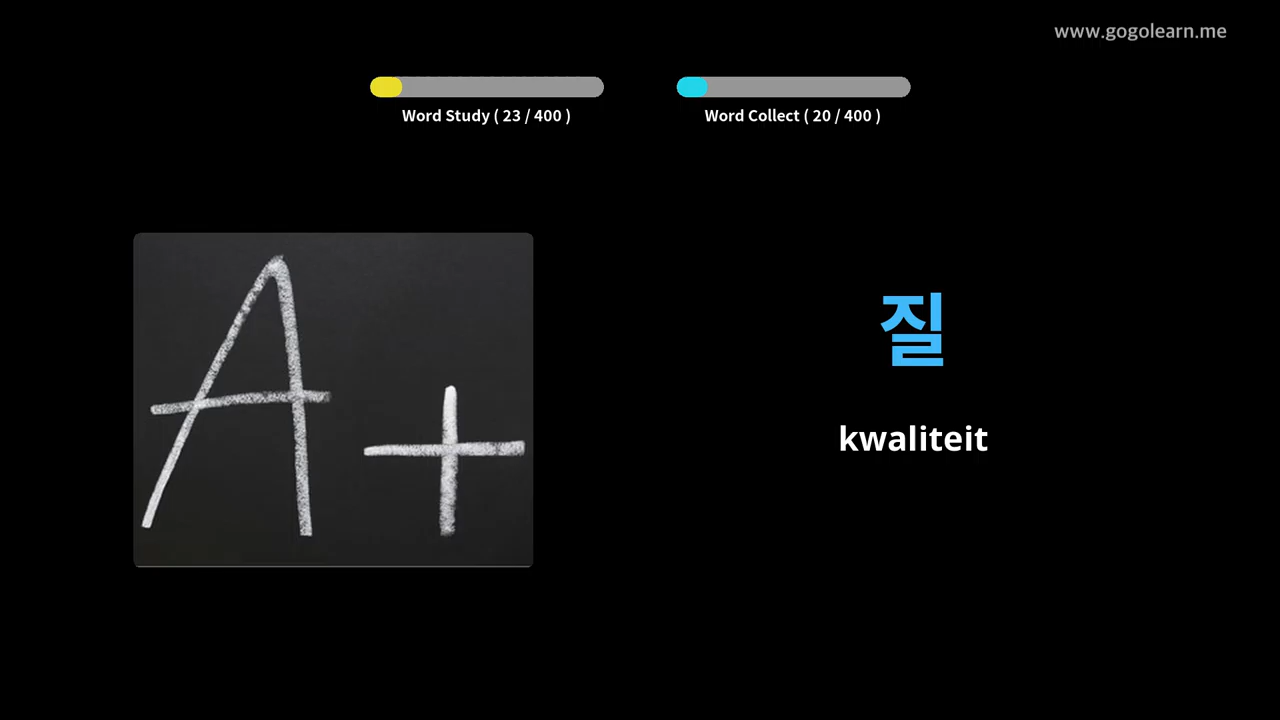 www.gogolearn.me
Word Study ( 23 / 400 )
Word Collect ( 20 / 400 )
A+
질
kwaliteit